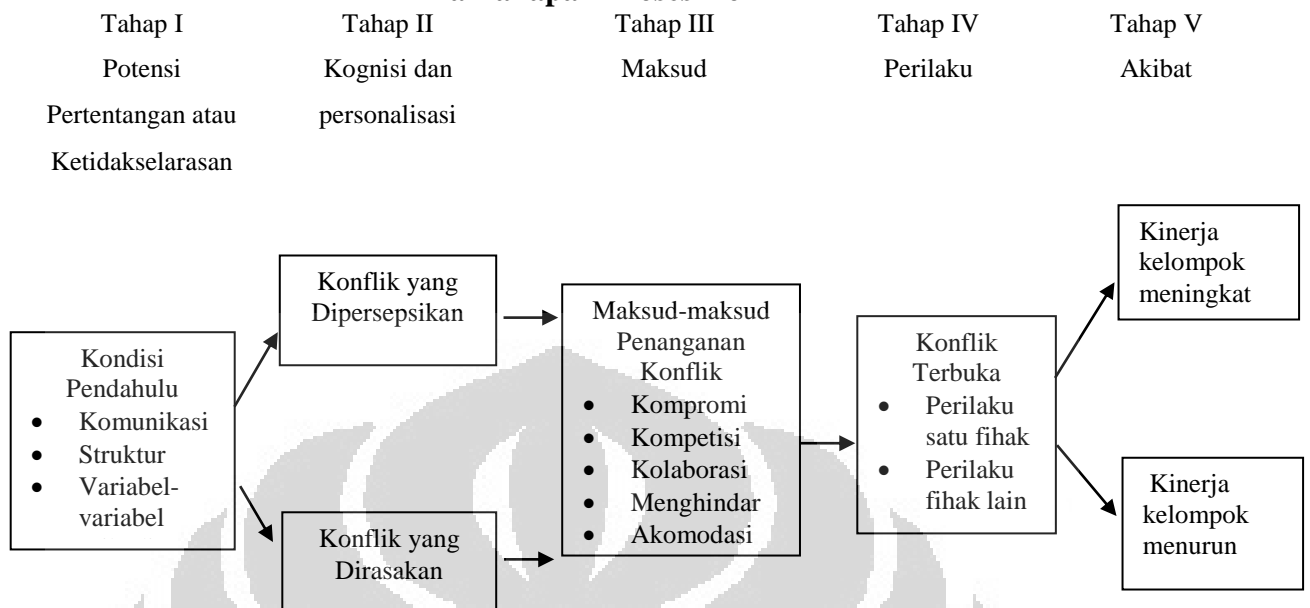 Tahap I
Tahap II
Tahap III
Tahap IV
Tahap V
Potensi
Kognisi dan
Maksud
Perilaku
Akibat
Pertentangan atau
personalisasi
Ketidakselarasan
Kondisi
Pendahulu
• Komunikasi
• Struktur
• Variabel-
variabel
Konflik yang
Dipersepsikan
Konflik yang
Dirasakan
Maksud-maksud
Penanganan
Konflik
• Kompromi
• Kompetisi
• Kolaborasi
• Menghindar
• Akomodasi
Konflik
Terbuka
• Perilaku
satu fihak
• Perilaku
fihak lain
Kinerja
kelompok
meningkat
Kinerja
kelompok
menurun